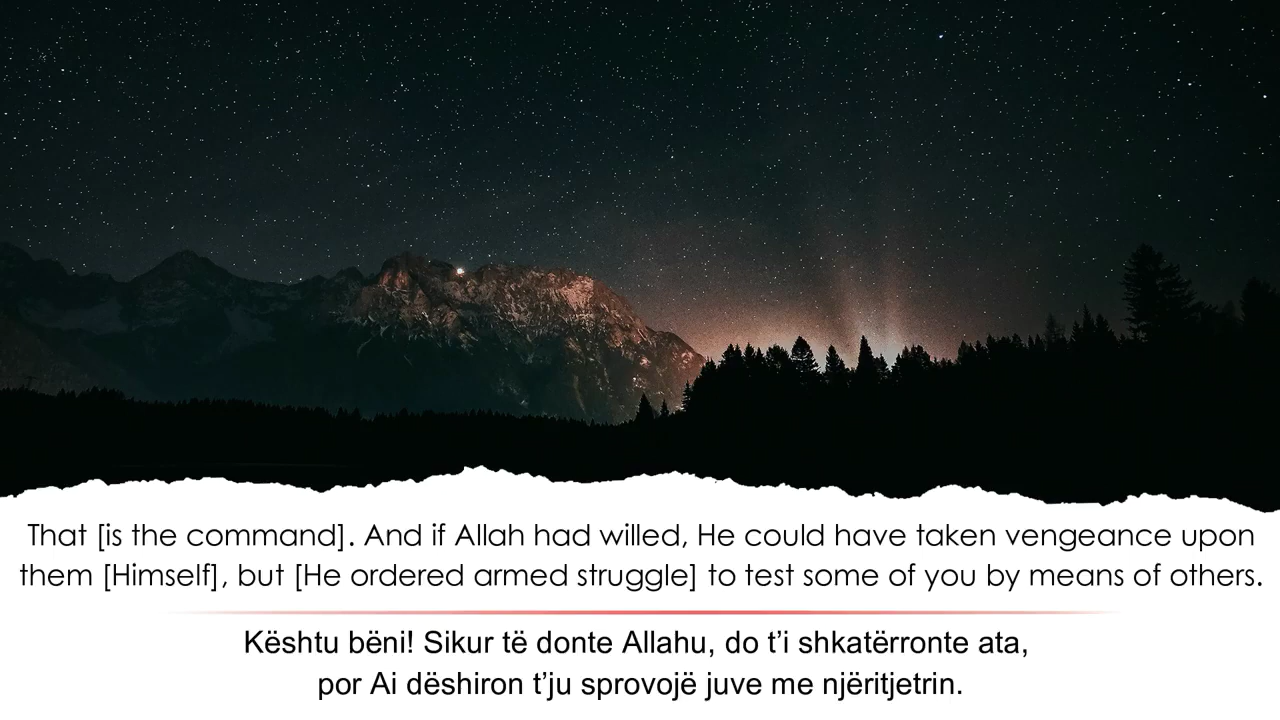 That [is the command]. And if Allah had willed, He could have taken vengeance upon
them [Himself], but [He ordered armed struggle] to test some of you by means of others.
Kështu bëni! Sikur të donte Allahu, do t’i shkatërronte ata,
por Ai dëshiron t’ju sprovojë juve me njëritjetrin.